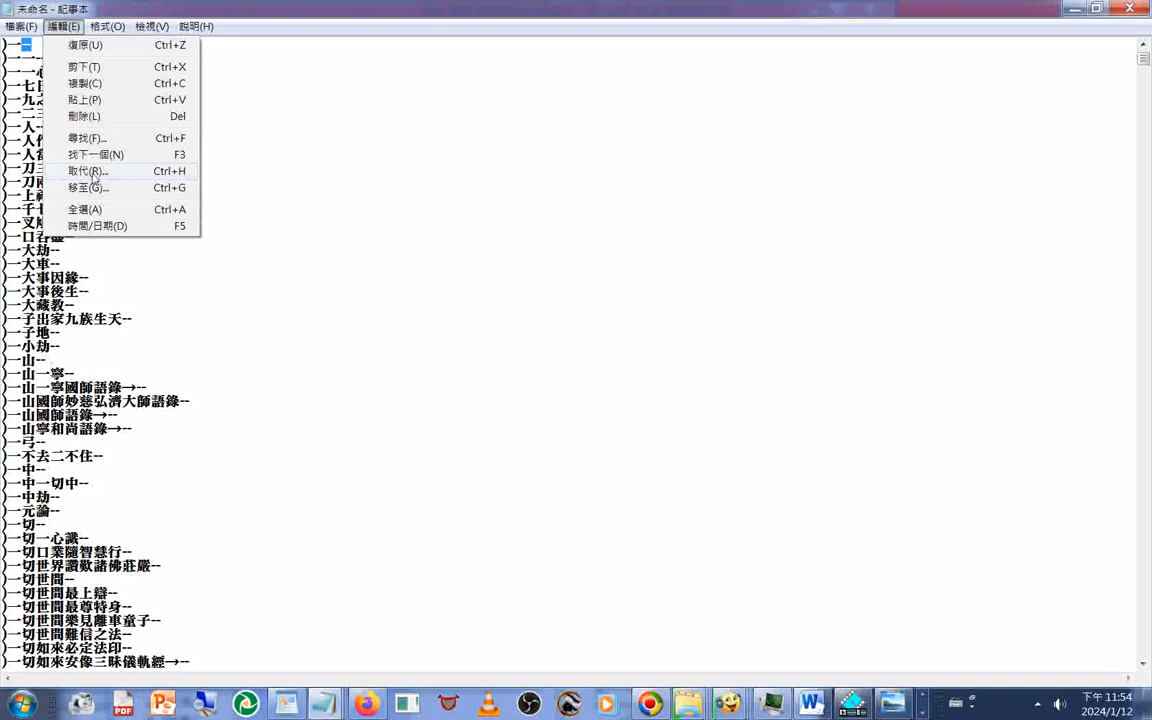 未命名 - 記事本
檔案(F) 編輯(E) 格式(O) 檢視(V) 說明(H)
復原(U) Ctrl+Z
剪下(T) Ctrl+X
複製(C) Ctrl+C
貼上(P) Ctrl+V
刪除(L) Del
尋找(F)... Ctrl+F
找下一個(N) F3
取代(R)... Ctrl+H
移至(G)... Ctrl+G
全選(A) Ctrl+A
時間/日期(D) F5
)一大劫--
)一大車--
)一大事因緣--
)一大事後生--
)一大藏教--
)一子出家九族生天--
)一子地--
)一小劫--
)一山--
)一山一寧--
)一山一寧國師語錄→--
)一山國師妙慈弘濟大師語錄--
)一山國師語錄→--
)一山寧和尚語錄→--
)一弓--
)一不去二不住--
)一中--
)一中一切中--
)一中劫--
)一元論--
)一切--
)一切一心識--
)一切口業隨智慧行--
)一切世界讚歎諸佛莊嚴--
)一切世間--
)一切世間最上辯--
)一切世間最尊特身--
)一切世間樂見離車童子--
)一切世間難信之法--
)一切如來必定法印--
)一切如來安像三昧儀軌經→--
下午 11:54
2024/1/12